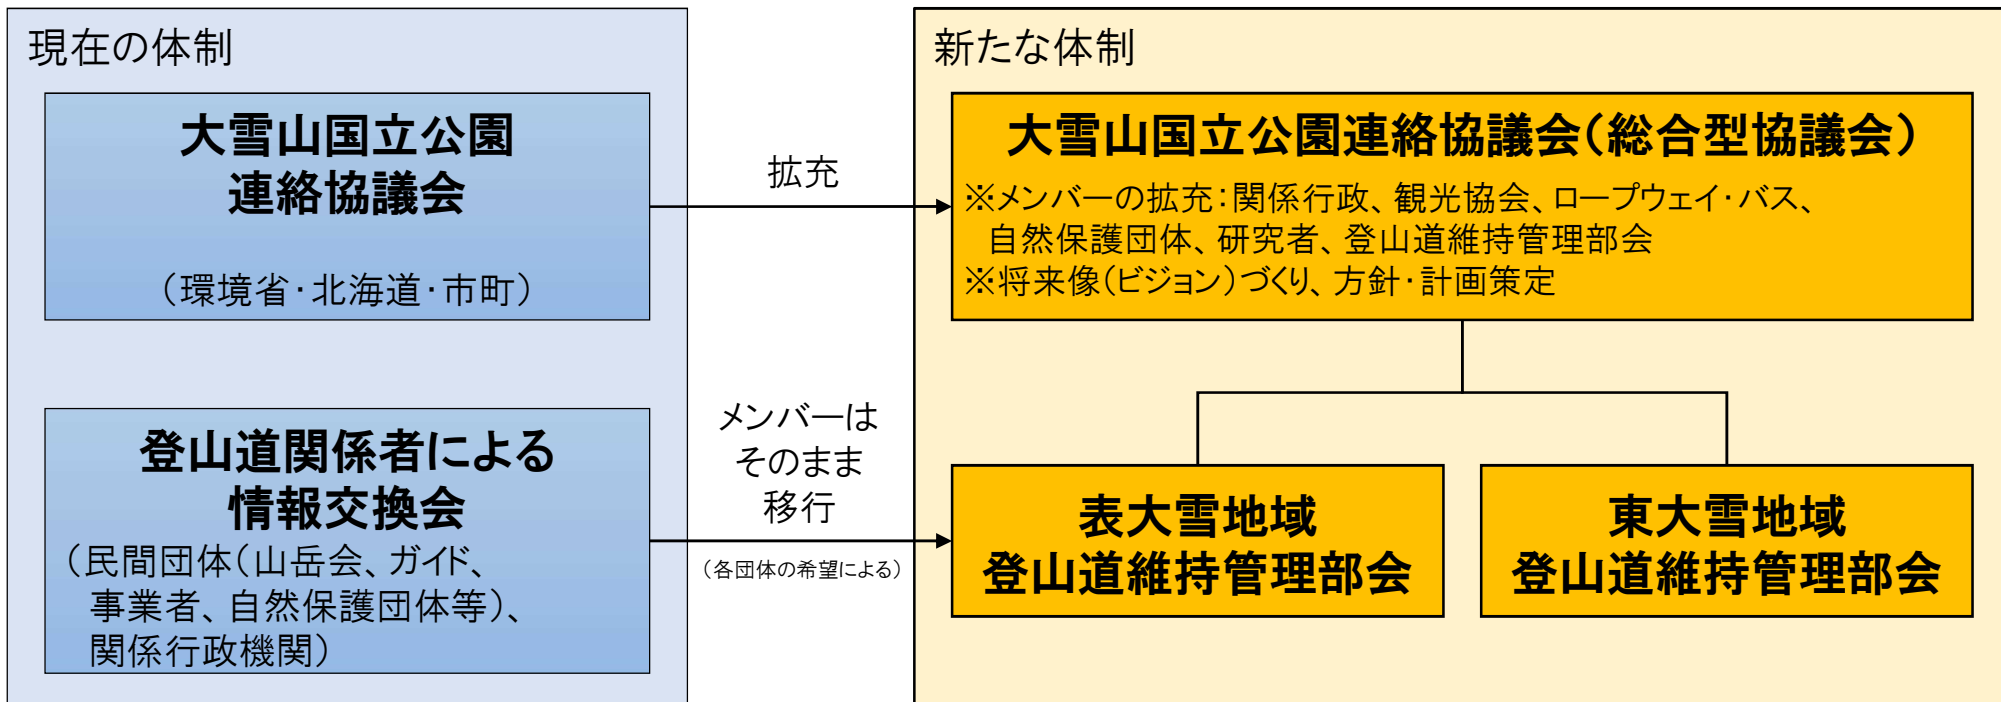 現在の体制
大雪山国立公園
連絡協議会
（環境省・北海道・市町）
登山道関係者による
情報交換会
（民間団体（山岳会、ガイド、
事業者、自然保護団体等）、
関係行政機関）
拡充
メンバーは
そのまま
移行
（各団体の希望による）
新たな体制
大雪山国立公園連絡協議会（総合型協議会）
※メンバーの拡充：関係行政、観光協会、ロープウェイ・バス、
自然保護団体、研究者、登山道維持管理部会
※将来像（ビジョン）づくり、方針・計画策定
表大雪地域
登山道維持管理部会
東大雪地域
登山道維持管理部会